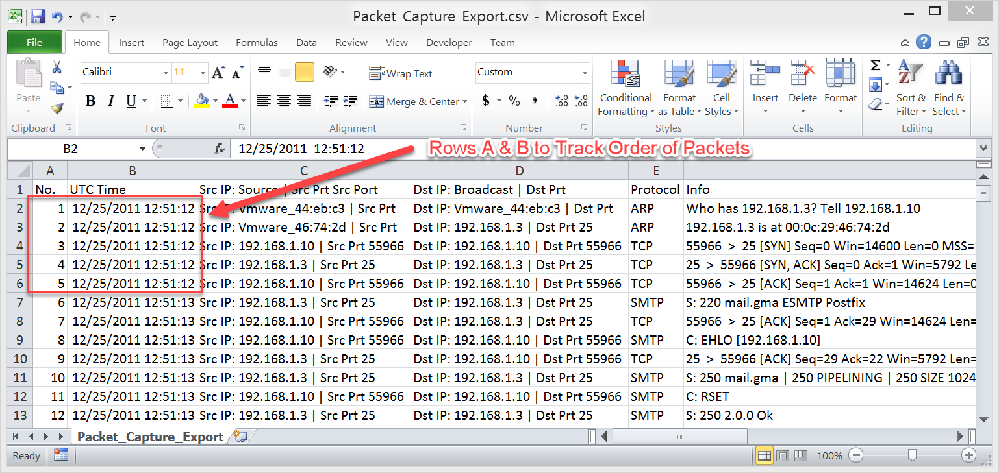 Packet_Capture_Export.csv - Microsoft Excel
File Home Insert Page Layout Formulas Data Review View Developer Team
Calibri 11 Wrap Text Custom
Paste B I U A Merge & Center $ % , Conditional Formatting Format as Table Cell Styles Insert Delete Format Sort & Filter Find & Select
Clipboard Font Alignment Number Styles Cells Editing
B2 fx 12/25/2011 12:51:12
Rows A & B to Track Order of Packets
A B C D E
1 No. UTC Time Src IP: Source | Src Prt Src Port Dst IP: Broadcast | Dst Prt Protocol Info
2 1 12/25/2011 12:51:12 Src IP: Vmware_44:eb:c3 | Src Prt Dst IP: Vmware_44:eb:c3 | Dst Prt ARP Who has 192.168.1.3? Tell 192.168.1.10
3 2 12/25/2011 12:51:12 Src IP: Vmware_46:74:2d | Src Prt Dst IP: 192.168.1.3 | Dst Prt 25 ARP 192.168.1.3 is at 00:0c:29:46:74:2d
4 3 12/25/2011 12:51:12 Src IP: 192.168.1.10 | Src Prt 55966 Dst IP: 192.168.1.10 | Dst Prt 55966 TCP 55966 > 25 [SYN] Seq=0 Win=14600 Len=0 MSS=
5 4 12/25/2011 12:51:12 Src IP: 192.168.1.3 | Src Prt 25 Dst IP: 192.168.1.3 | Dst Prt 25 TCP 25 > 55966 [SYN, ACK] Seq=0 Ack=1 Win=5792 Le
6 5 12/25/2011 12:51:12 Src IP: 192.168.1.10 | Src Prt 55966 Dst IP: 192.168.1.10 | Dst Prt 55966 TCP 55966 > 25 [ACK] Seq=1 Ack=1 Win=14624 Len=0
7 6 12/25/2011 12:51:13 Src IP: 192.168.1.3 | Src Prt 25 Dst IP: 192.168.1.3 | Dst Prt 25 SMTP S: 220 mail.gma ESMTP Postfix
8 7 12/25/2011 12:51:13 Src IP: 192.168.1.10 | Src Prt 55966 Dst IP: 192.168.1.3 | Dst Prt 25 TCP 55966 > 25 [ACK] Seq=1 Ack=29 Win=14624 Len=
9 8 12/25/2011 12:51:13 Src IP: 192.168.1.10 | Src Prt 55966 Dst IP: 192.168.1.10 | Dst Prt 55966 SMTP C: EHLO [192.168.1.10]
10 9 12/25/2011 12:51:13 Src IP: 192.168.1.3 | Src Prt 25 Dst IP: 192.168.1.10 | Dst Prt 55966 TCP 25 > 55966 [ACK] Seq=29 Ack=22 Win=5792 Len=
11 10 12/25/2011 12:51:13 Src IP: 192.168.1.3 | Src Prt 25 Dst IP: 192.168.1.3 | Dst Prt 25 SMTP S: 250 mail.gma | 250 PIPELINING | 250 SIZE 1024
12 11 12/25/2011 12:51:13 Src IP: 192.168.1.10 | Src Prt 55966 Dst IP: 192.168.1.10 | Dst Prt 55966 SMTP C: RSET
13 12 12/25/2011 12:51:13 Src IP: 192.168.1.3 | Src Prt 25 Dst IP: 192.168.1.3 | Dst Prt 25 SMTP S: 250 2.0.0 Ok
Packet_Capture_Export
Ready 100%